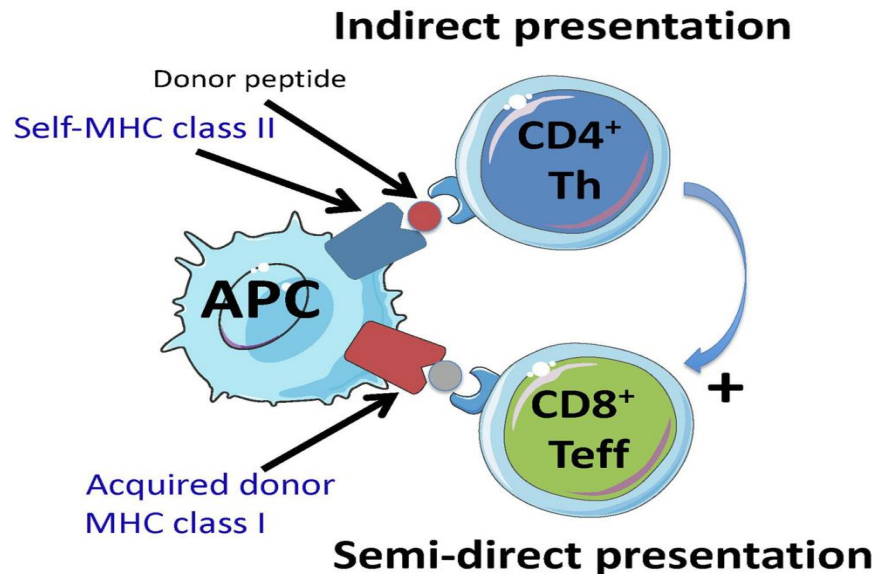 Indirect presentation
Donor peptide
Self-MHC class II
CD4⁺
Th
APC
CD8⁺
Teff
+
Acquired donor
MHC class I
Semi-direct presentation